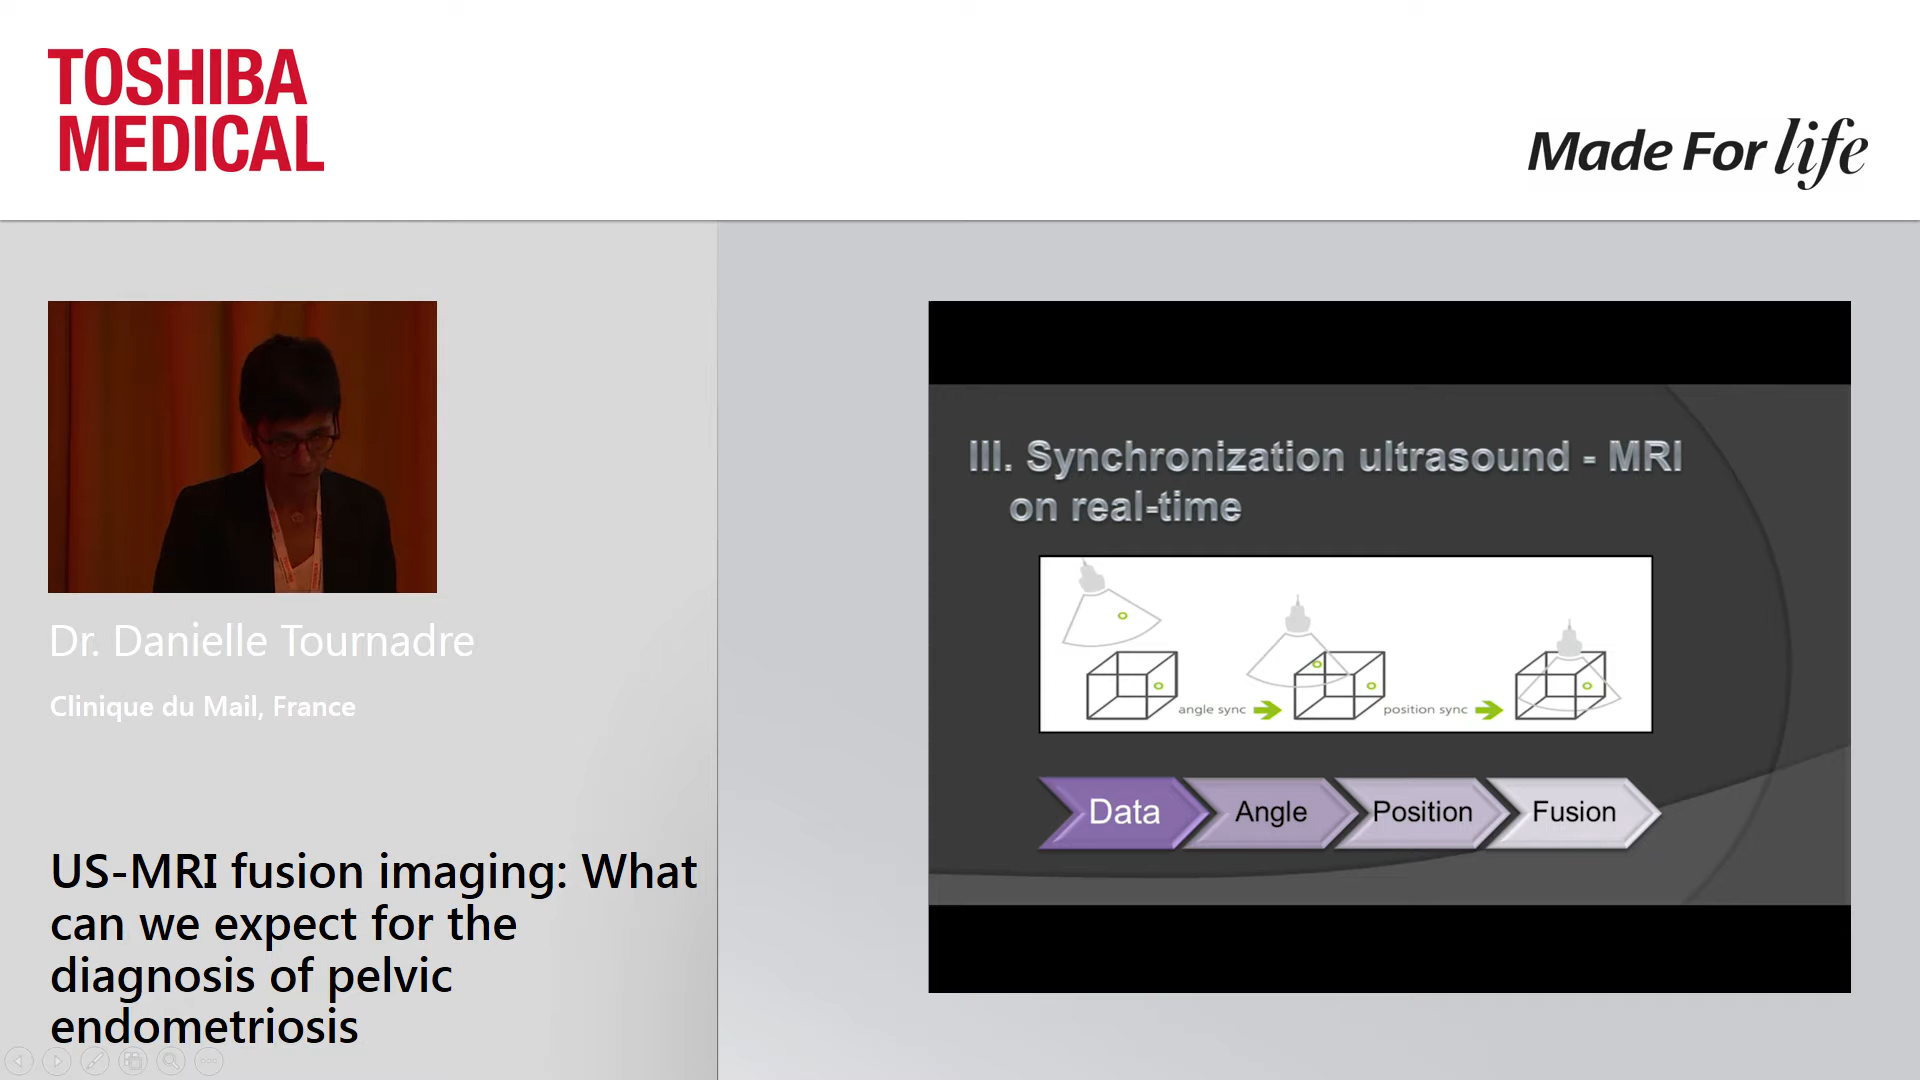 TOSHIBA
MEDICAL
Made For life
Dr. Danielle Tournadre
Clinique du Mail, France
US-MRI fusion imaging: What
can we expect for the
diagnosis of pelvic
endometriosis
III. Synchronization ultrasound - MRI
on real-time
angle sync
position sync
Data
Angle
Position
Fusion